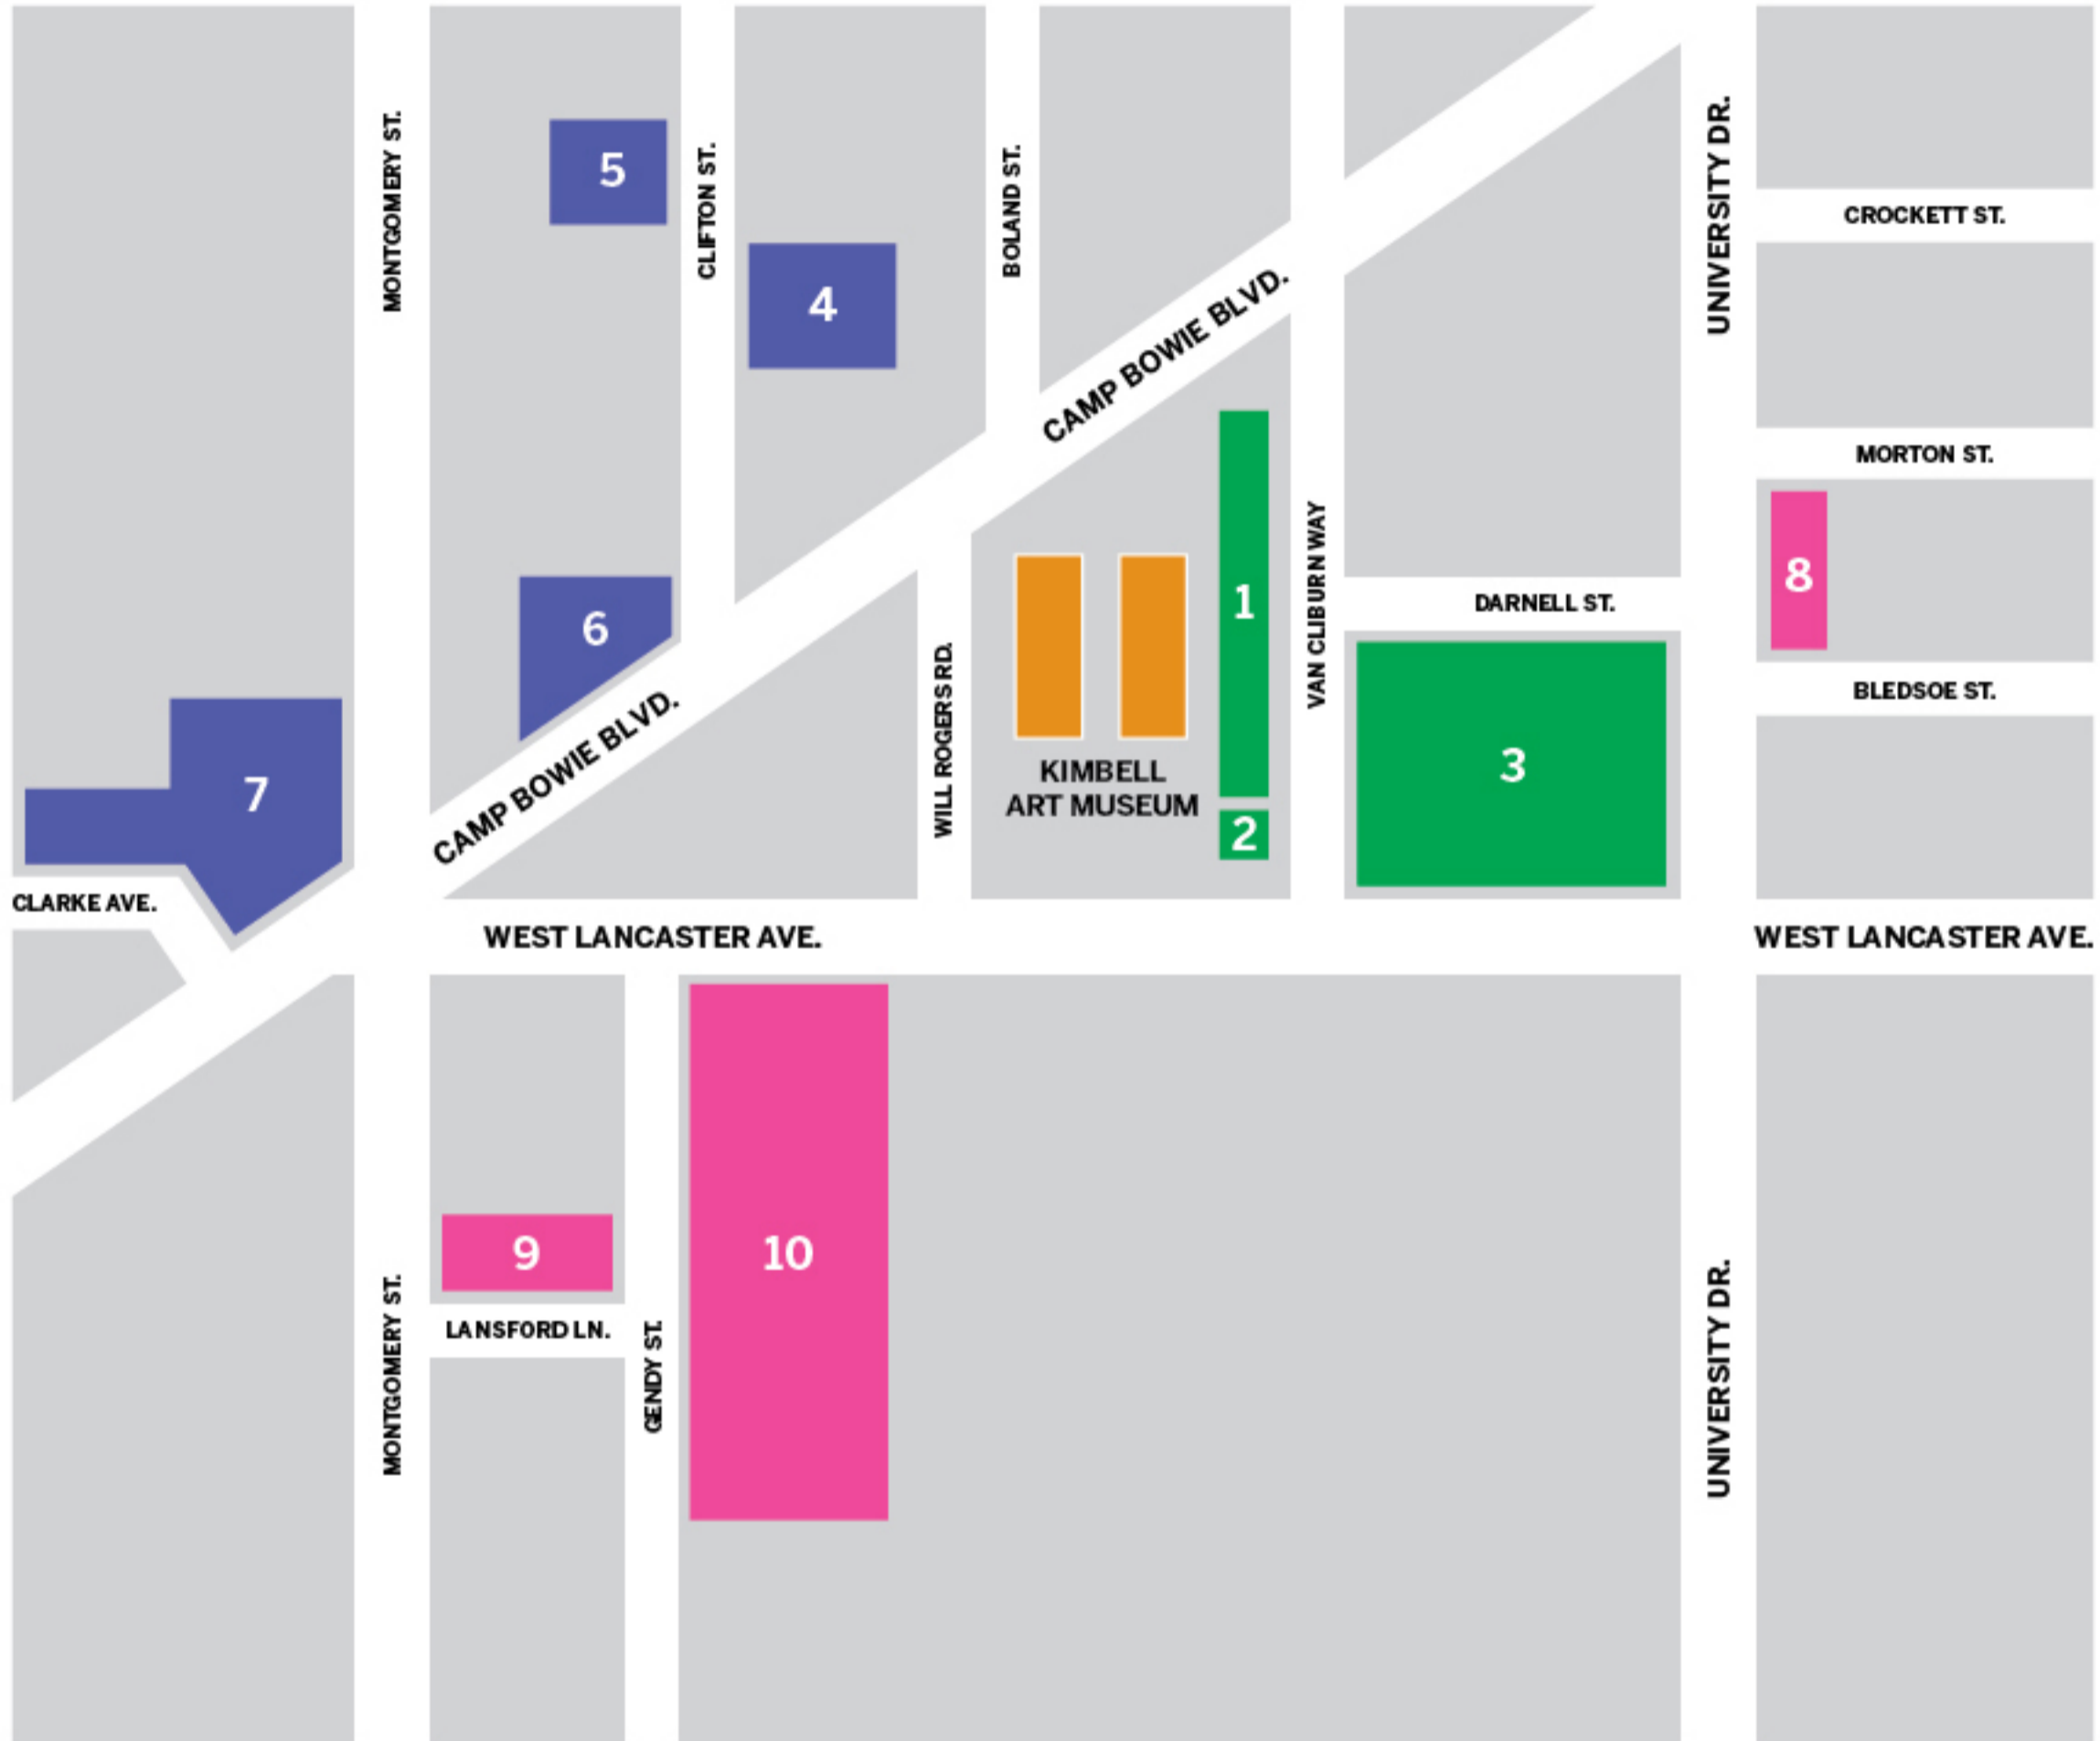 MONTGOMERY ST.
5
CLIFTON ST.
4
BOLAND ST.
CAMP BOWIE BLVD.
UNIVERSITY DR.
CROCKETT ST.
MORTON ST.
8
BLEDSOE ST.
6
CAMP BOWIE BLVD.
WILL ROGERS RD.
KIMBELL
ART MUSEUM
1
2
VAN CLIBURN WAY
DARNELL ST.
3
7
CLARKE AVE.
WEST LANCASTER AVE.
WEST LANCASTER AVE.
9
LANSFORD LN.
MONTGOMERY ST.
GENDY ST.
10
UNIVERSITY DR.